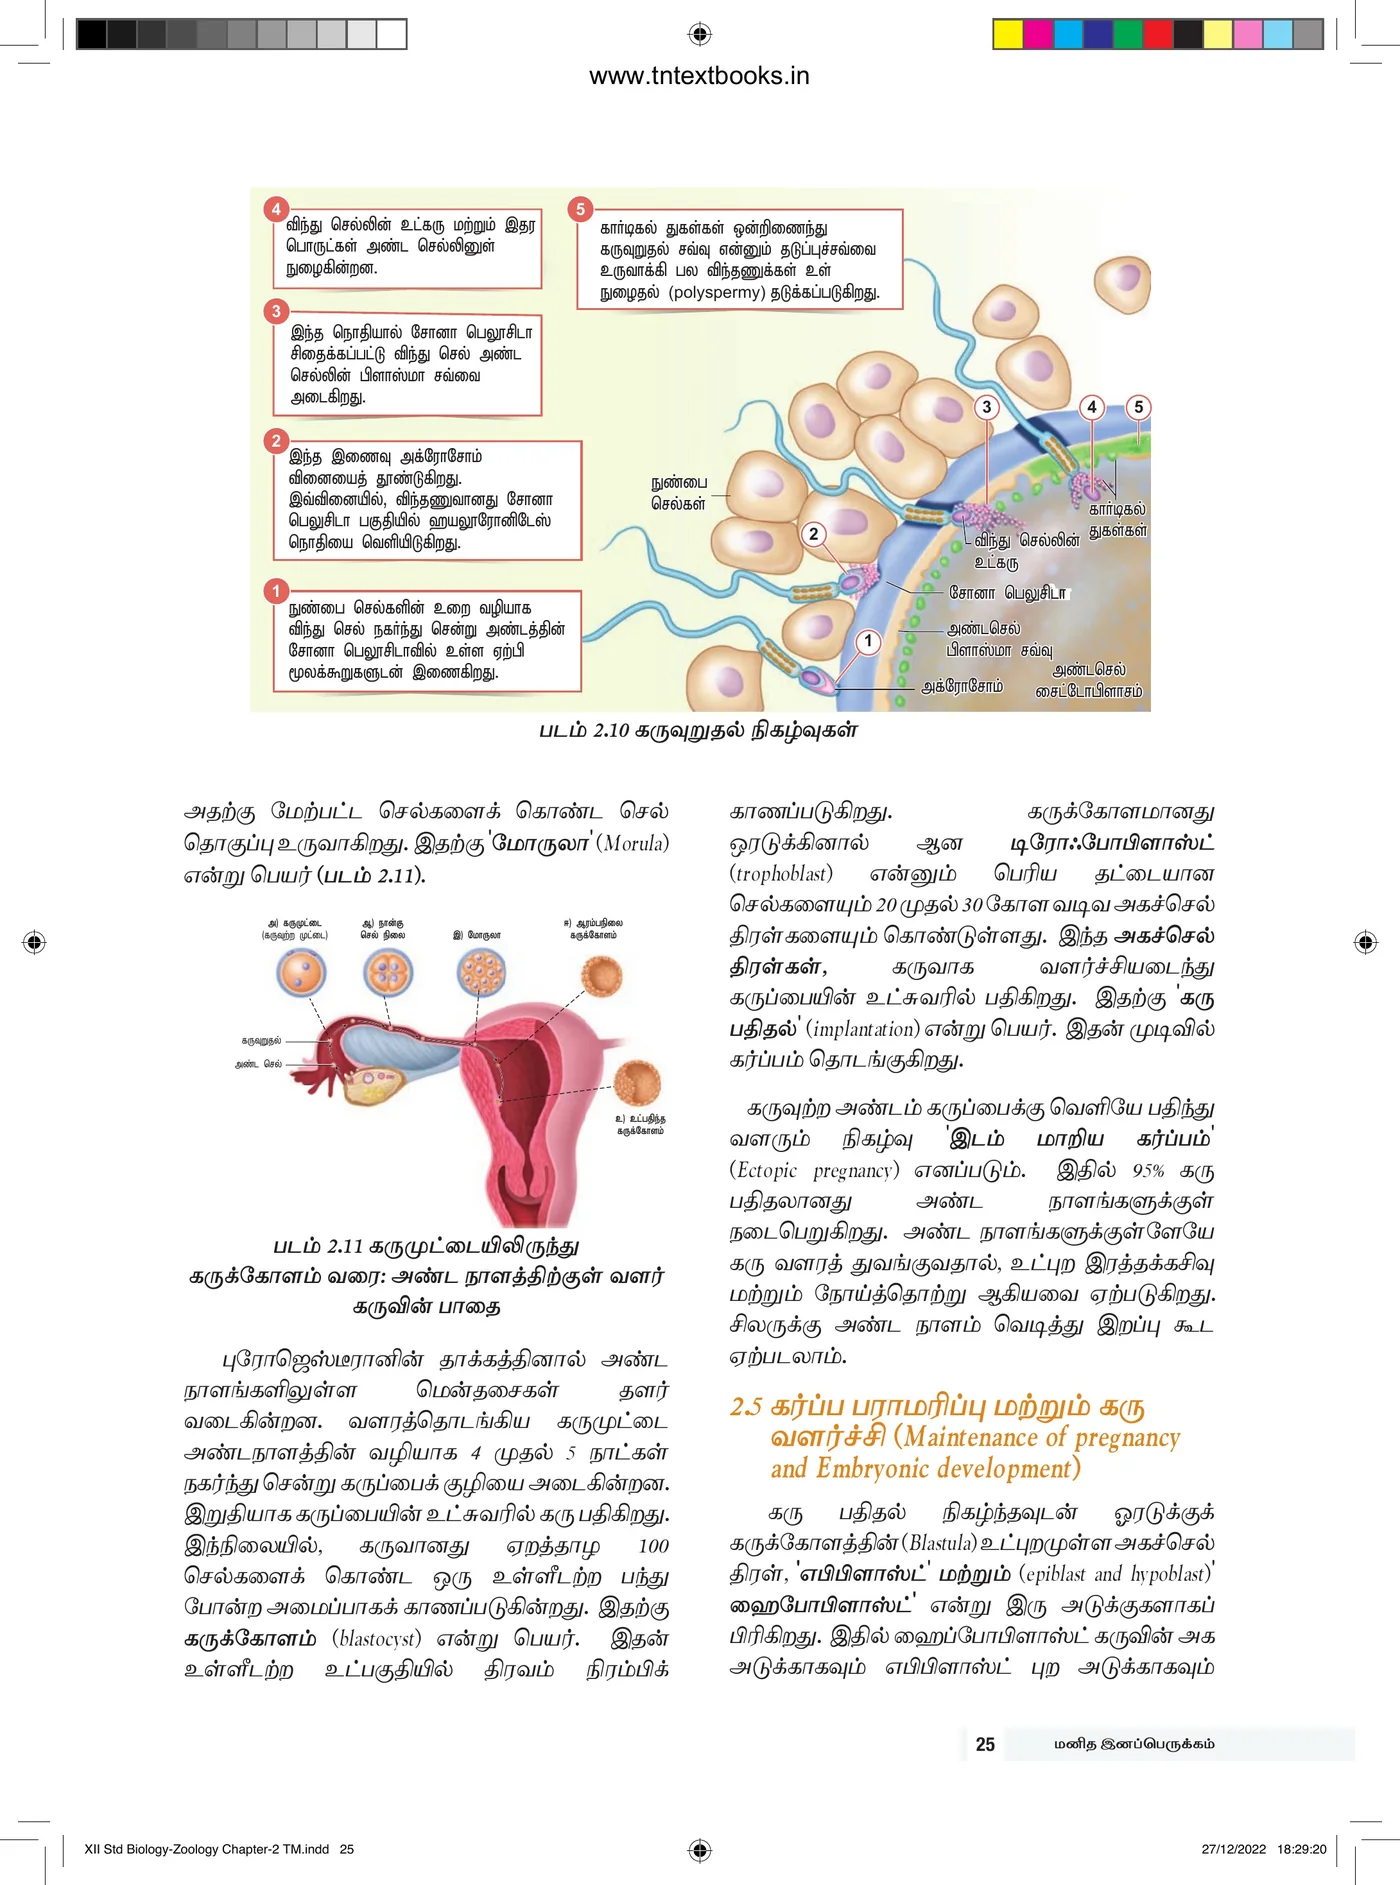 www.tntextbooks.in
4
விந்து செல்லின் உட்கரு மற்றும் இதர
பொருட்கள் அண்ட செல்லினுள்
நுழைகின்றன.
3
இந்த நொதியால் சோனா பெலூசிடா
சிதைக்கப்பட்டு விந்து செல் அண்ட
செல்லின் பிளாஸ்மா சவ்வை
அடைகிறது.
2
இந்த இணைவு அக்ரோசோம்
வினையைத் தூண்டுகிறது.
இவ்வினையில், விந்தணுவானது சோனா
பெலுசிடா பகுதியில் ஹயலூரோனிடேஸ்
நொதியை வெளியிடுகிறது.
1
நுண்பை செல்களின் உறை வழியாக
விந்து செல் நகர்ந்து சென்று அண்டத்தின்
சோனா பெலூசிடாவில் உள்ள ஏற்பி
மூலக்கூறுகளுடன் இணைகிறது.
5
கார்டிகல் துகள்கள் ஒன்றிணைந்து
கருவுறுதல் சவ்வு என்னும் தடுப்புச்சவ்வை
உருவாக்கி பல விந்தணுக்கள் உள்
நுழைதல் (polyspermy) தடுக்கப்படுகிறது.
3
4
5
நுண்பை
செல்கள்
2
கார்டிகல்
துகள்கள்
விந்து செல்லின்
உட்கரு
சோனா பெலுசிடா
1
அண்டசெல்
பிளாஸ்மா சவ்வு
அண்டசெல்
சைட்டோபிளாசம்
அக்ரோசோம்
படம் 2.10 கருவுறுதல் நிகழ்வுகள்
அதற்கு மேற்பட்ட செல்களைக் கொண்ட செல்
தொகுப்பு உருவாகிறது. இதற்கு 'மோருலா' (Morula)
என்று பெயர் (படம் 2.11).
அ) கருமுட்டை
(கருவுற்ற முட்டை)
ஆ) நான்கு
செல் நிலை
இ) மோருலா
ஈ) ஆரம்பநிலை
கருக்கோளம்
கருவுறுதல்
அண்ட செல்
உ) உட்பதிந்த
கருக்கோளம்
படம் 2.11 கருமுட்டையிலிருந்து
கருக்கோளம் வரை: அண்ட நாளத்திற்குள் வளர்
கருவின் பாதை
புரோஜெஸ்டீரானின் தாக்கத்தினால் அண்ட
நாளங்களிலுள்ள மென்தசைகள் தளர்
வடைகின்றன. வளரத்தொடங்கிய கருமுட்டை
அண்டநாளத்தின் வழியாக 4 முதல் 5 நாட்கள்
நகர்ந்து சென்று கருப்பைக் குழியை அடைகின்றன.
இறுதியாக கருப்பையின் உட்சுவரில் கரு பதிகிறது.
இந்நிலையில், கருவானது ஏறத்தாழ 100
செல்களைக் கொண்ட ஒரு உள்ளீடற்ற பந்து
போன்ற அமைப்பாகக் காணப்படுகின்றது. இதற்கு
கருக்கோளம் (blastocyst) என்று பெயர். இதன்
உள்ளீடற்ற உட்பகுதியில் திரவம் நிரம்பிக்
காணப்படுகிறது. கருக்கோளமானது
ஒரடுக்கினால் ஆன டிரோஃபோபிளாஸ்ட்
(trophoblast) என்னும் பெரிய தட்டையான
செல்களையும் 20 முதல் 30 கோள வடிவ அகச்செல்
திரள்களையும் கொண்டுள்ளது. இந்த அகச்செல்
திரள்கள், கருவாக வளர்ச்சியடைந்து
கருப்பையின் உட்சுவரில் பதிகிறது. இதற்கு 'கரு
பதிதல்' (implantation) என்று பெயர். இதன் முடிவில்
கர்ப்பம் தொடங்குகிறது.
கருவுற்ற அண்டம் கருப்பைக்கு வெளியே பதிந்து
வளரும் நிகழ்வு 'இடம் மாறிய கர்ப்பம்'
(Ectopic pregnancy) எனப்படும். இதில் 95% கரு
பதிதலானது அண்ட நாளங்களுக்குள்
நடைபெறுகிறது. அண்ட நாளங்களுக்குள்ளேயே
கரு வளரத் துவங்குவதால், உட்புற இரத்தக்கசிவு
மற்றும் நோய்த்தொற்று ஆகியவை ஏற்படுகிறது.
சிலருக்கு அண்ட நாளம் வெடித்து இறப்பு கூட
ஏற்படலாம்.
2.5 கர்ப்ப பராமரிப்பு மற்றும் கரு
வளர்ச்சி (Maintenance of pregnancy
and Embryonic development)
கரு பதிதல் நிகழ்ந்தவுடன் ஓரடுக்குக்
கருக்கோளத்தின் (Blastula) உட்புறமுள்ள அகச்செல்
திரள், 'எபிபிளாஸ்ட்' மற்றும் (epiblast and hypoblast)'
ஹைபோபிளாஸ்ட்' என்று இரு அடுக்குகளாகப்
பிரிகிறது. இதில் ஹைப்போபிளாஸ்ட் கருவின் அக
அடுக்காகவும் எபிபிளாஸ்ட் புற அடுக்காகவும்
25 மனித இனப்பெருக்கம்
XII Std Biology-Zoology Chapter-2 TM.indd 25 27/12/2022 18:29:20